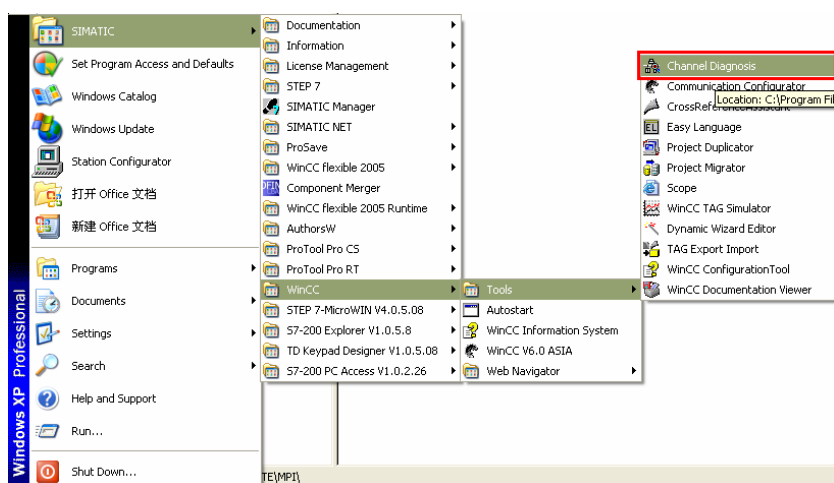 SIMATIC
Set Program Access and Defaults
Windows Catalog
Windows Update
Station Configurator
打开 Office 文档
新建 Office 文档
Programs
Documents
Settings
Search
Help and Support
Run...
Shut Down...
Windows XP Professional
Documentation
Information
License Management
STEP 7
SIMATIC Manager
SIMATIC NET
ProSave
WinCC flexible 2005
Component Merger
WinCC flexible 2005 Runtime
AuthorsW
ProTool Pro CS
ProTool Pro RT
WinCC
STEP 7-MicroWIN V4.0.5.08
S7-200 Explorer V1.0.5.8
TD Keypad Designer V1.0.5.08
S7-200 PC Access V1.0.2.26
Tools
Autostart
WinCC Information System
WinCC V6.0 ASIA
Web Navigator
Channel Diagnosis
Communication Configurator
Location: C:\Program Fil
CrossReferenceAssistant
Easy Language
Project Duplicator
Project Migrator
Scope
WinCC TAG Simulator
Dynamic Wizard Editor
TAG Export Import
WinCC ConfigurationTool
WinCC Documentation Viewer
TE\MPI\